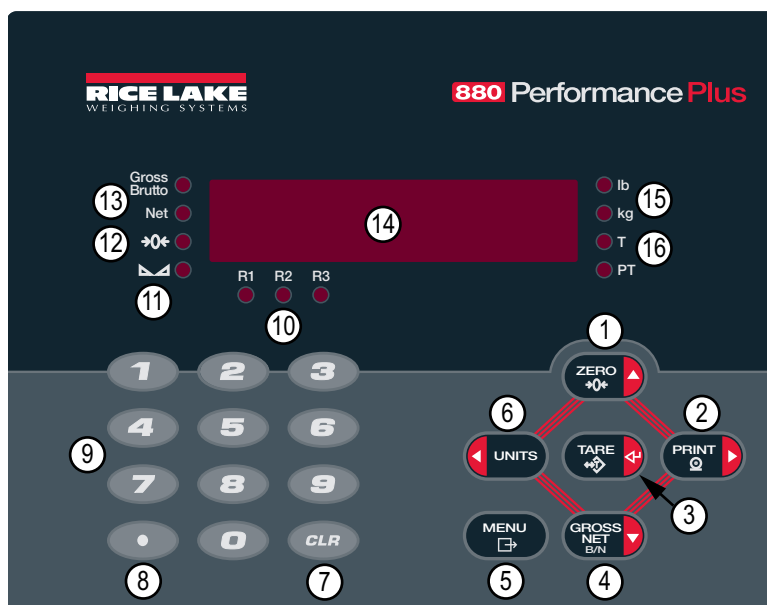 RICE LAKE
WEIGHING SYSTEMS
880 Performance Plus
Gross
Brutto
Net
→0←
13
12
11
14
lb
kg
T
PT
15
16
R1 R2 R3
10
1
ZERO
→0←
1 2 3
4 5 6
7 8 9
• 0 CLR
9
8
7
6
UNITS
TARE
T
PRINT
2
3
MENU
GROSS
NET
B/N
5
4